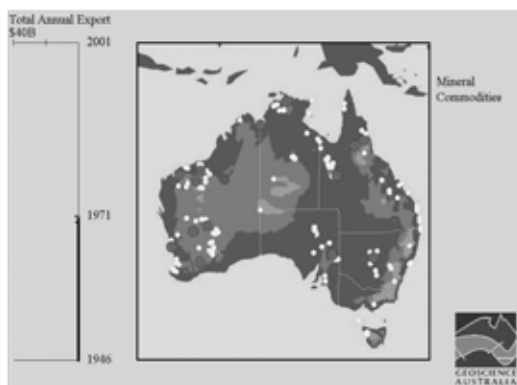 Total Annual Export
$40B
2001
Mineral
Commodities
1971
1946
GEOSCIENCE
AUSTRALIA